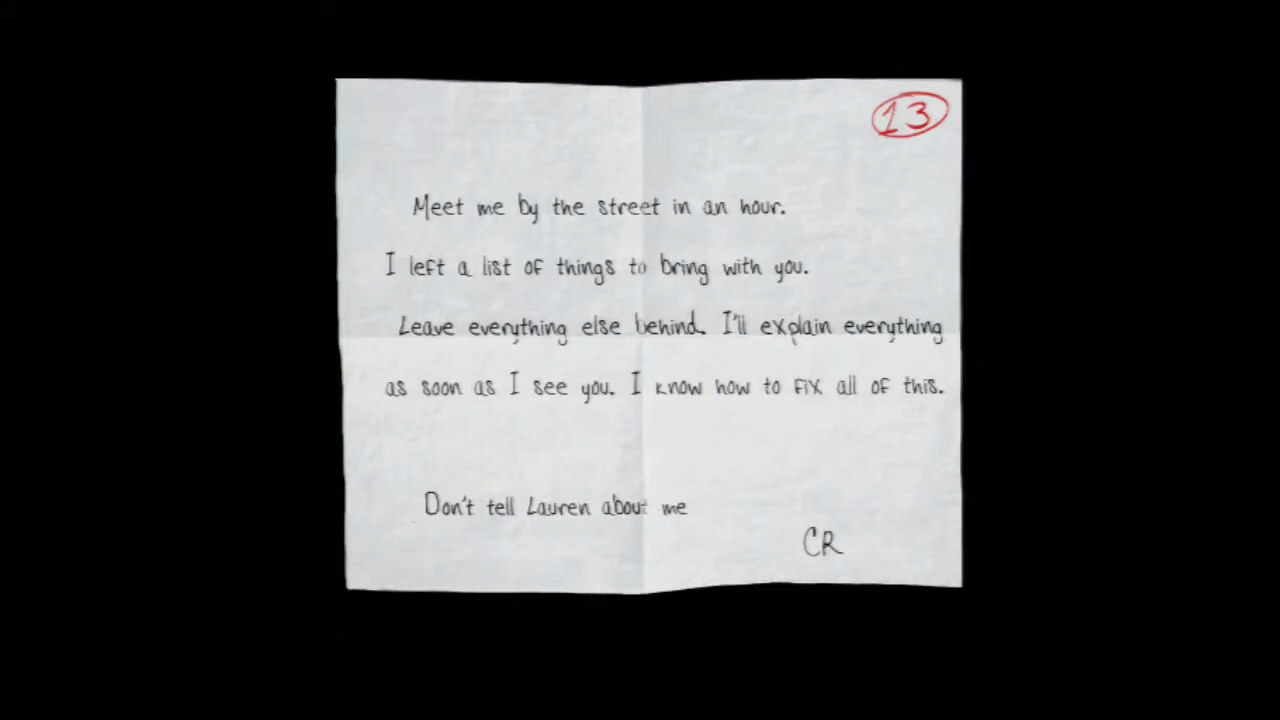 13
Meet me by the street in an hour.
I left a list of things to bring with you.
Leave everything else behind. I'll explain everything
as soon as I see you. I know how to fix all of this.
Don't tell Lauren about me
CR